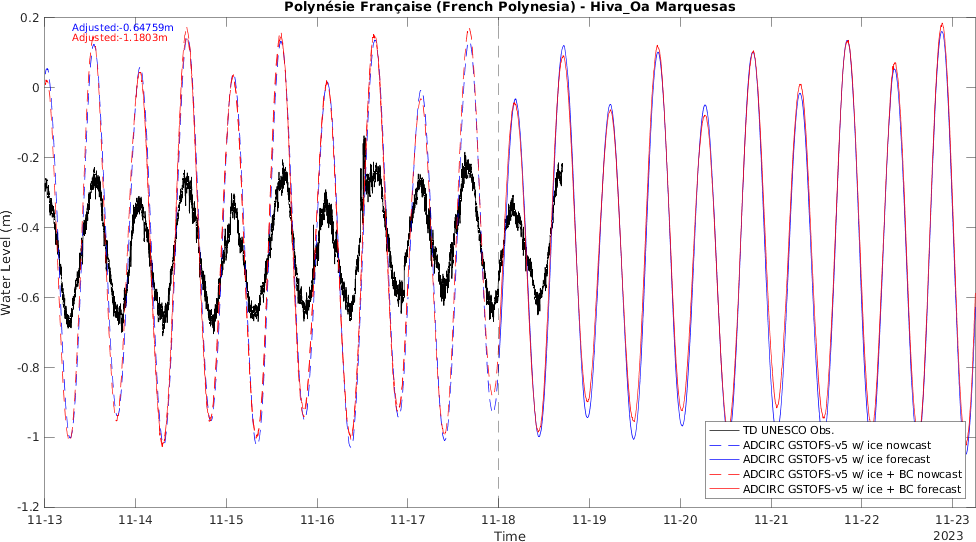 Polynésie Française (French Polynesia) - Hiva_Oa Marquesas
Adjusted:-0.64759m
Adjusted:-1.1803m
0.2
0
-0.2
-0.4
-0.6
-0.8
-1
-1.2
Water Level (m)
TD UNESCO Obs.
ADCIRC GSTOFS-v5 w/ ice nowcast
ADCIRC GSTOFS-v5 w/ ice forecast
ADCIRC GSTOFS-v5 w/ ice + BC nowcast
ADCIRC GSTOFS-v5 w/ ice + BC forecast
11-13 11-14 11-15 11-16 11-17 11-18 11-19 11-20 11-21 11-22 11-23
2023
Time